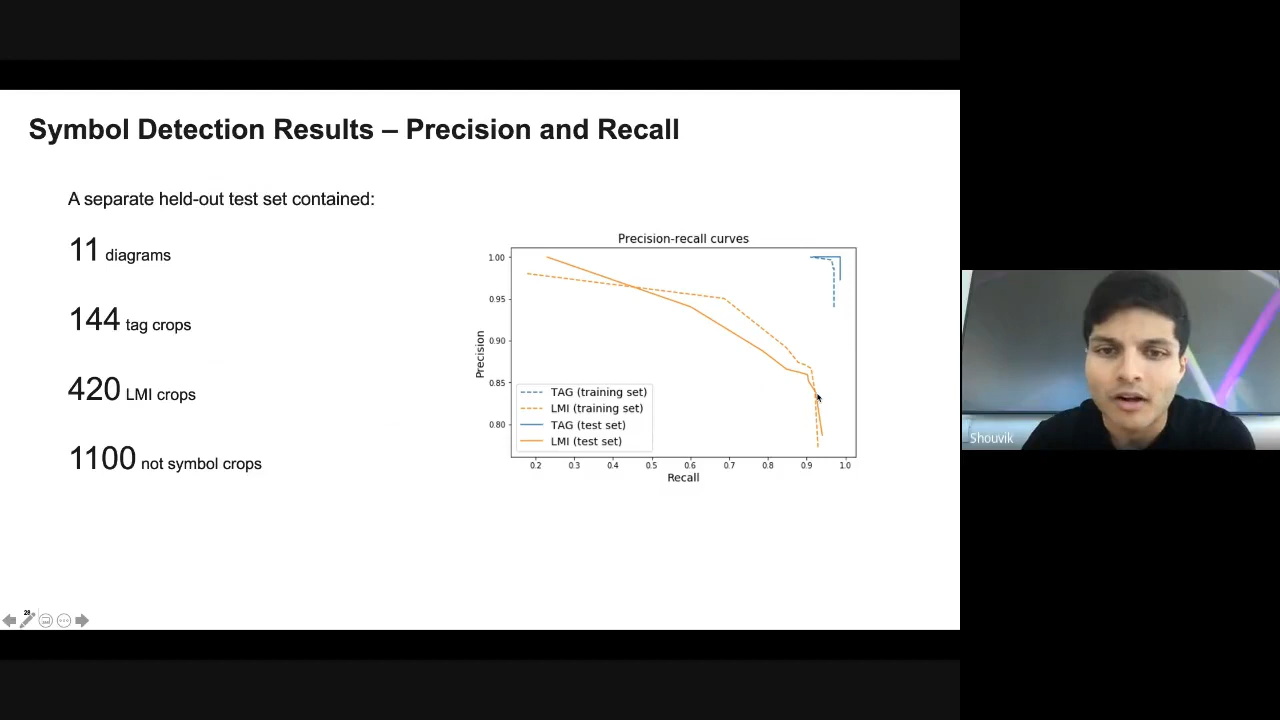 Symbol Detection Results – Precision and Recall
A separate held-out test set contained:
11 diagrams
144 tag crops
420 LMI crops
1100 not symbol crops
Precision-recall curves
1.00
0.95
0.90
0.85
0.80
Precision
TAG (training set)
LMI (training set)
TAG (test set)
LMI (test set)
0.2 0.3 0.4 0.5 0.6 0.7 0.8 0.9 1.0
Recall
28
Shouvik